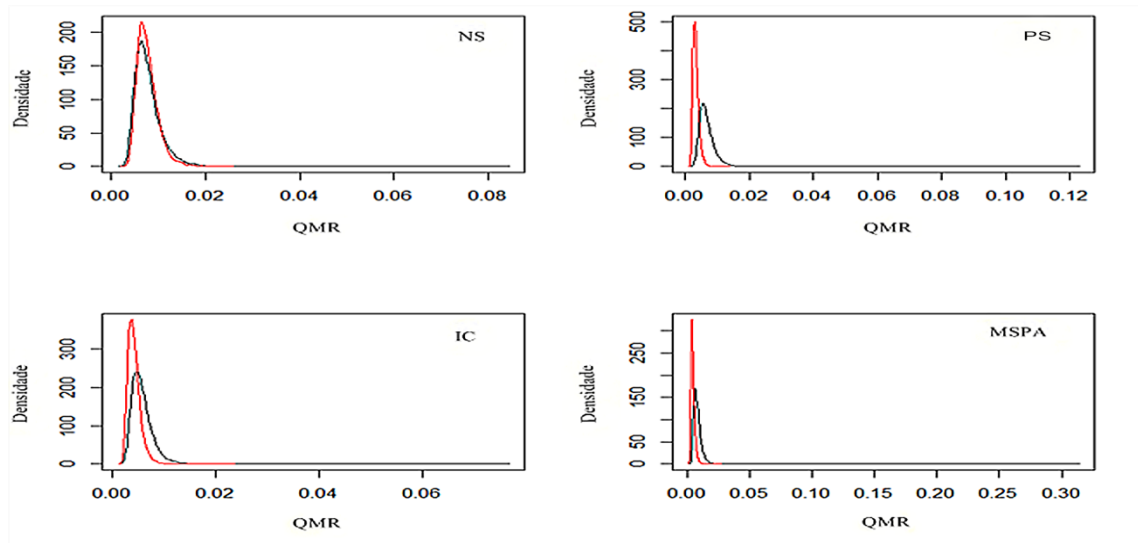 NS
Densidade
0 50 100 150 200
0.00 0.02 0.04 0.06 0.08
QMR
PS
Densidade
0 100 300 500
0.00 0.02 0.04 0.06 0.08 0.10 0.12
QMR
IC
Densidade
0 100 200 300
0.00 0.02 0.04 0.06
QMR
MSPA
Densidade
0 50 150 250
0.00 0.05 0.10 0.15 0.20 0.25 0.30
QMR